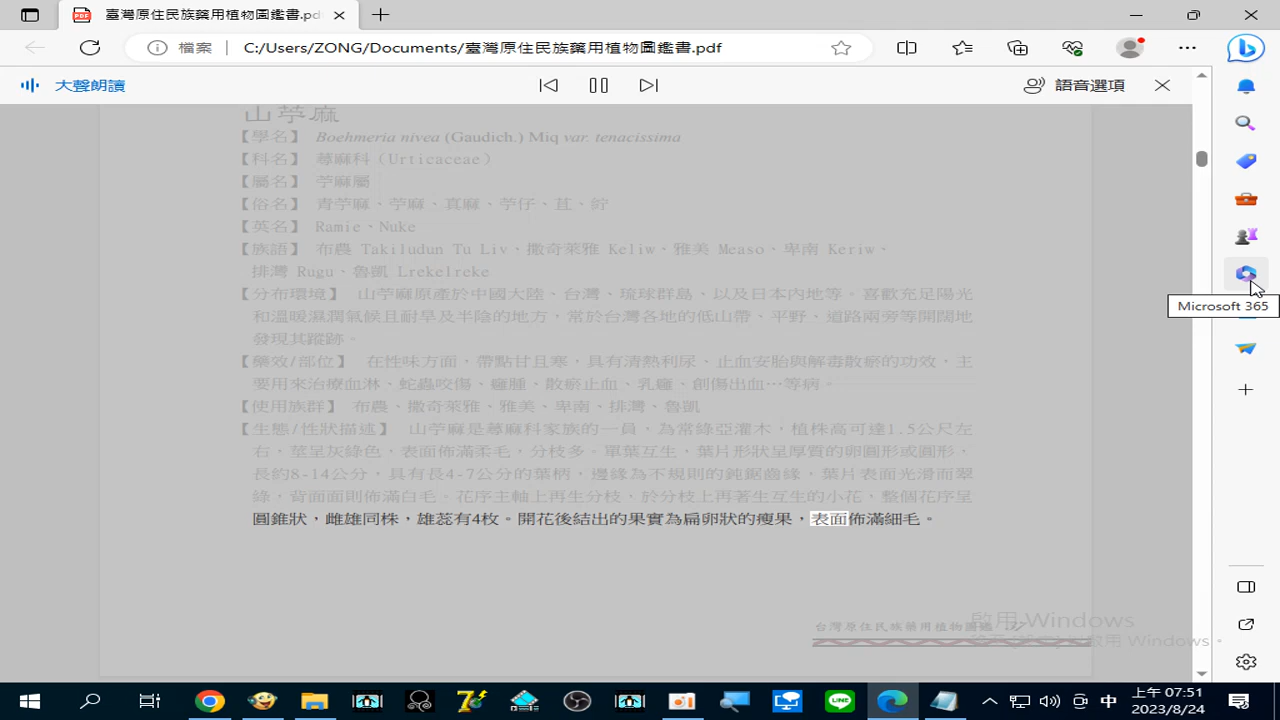 臺灣原住民族藥用植物圖鑑書.pdf
檔案
C:/Users/ZONG/Documents/臺灣原住民族藥用植物圖鑑書.pdf
大聲朗讀
語音選項
山苧麻
【學名】 Boehmeria nivea (Gaudich.) Miq var. tenacissima
【科名】 蕁麻科（Urticaceae）
【屬名】 苧麻屬
【俗名】 青苧麻、苧麻、真麻、苧仔、苴、
【英名】 Ramie、Nuke
【族語】 布農 Takiludun Tu Liv、撒奇萊雅 Keliw、雅美 Measo、卑南 Keriw、
排灣 Rugu、魯凱 Lrekelreke
【分布環境】 山苧麻原產於中國大陸、台灣、琉球群島、以及日本內地等。喜歡充足陽光
和溫暖濕潤氣候且耐旱及半陰的地方，常於台灣各地的低山帶、平野、道路兩旁等開闊地
發現其蹤跡。
【藥效/部位】 在性味方面，帶點甘且寒，具有清熱利尿、止血安胎與解毒散瘀的功效，主
要用來治療血淋、蛇蟲咬傷、癰腫，散瘀止血、乳癰、創傷出血…等病。
【使用族群】 布農、撒奇萊雅、雅美、卑南、排灣、魯凱
【生態/性狀描述】 山苧麻是蕁麻科家族的一員，為常綠亞灌木，植株高可達1.5公尺左
右，莖呈灰綠色，表面佈滿柔毛，分枝多。單葉互生，葉片形狀呈厚質的卵圓形或圓形，
長約8-14公分，具有長4-7公分的葉柄，邊緣為不規則的鈍鋸齒緣，葉片表面光滑而翠
綠，背面面則佈滿白毛。花序主軸上再生分枝，於分枝上再著生互生的小花，整個花序呈
圓錐狀，雌雄同株，雄蕊有4枚。開花後結出的果實為扁卵狀的瘦果，表面佈滿細毛。
台灣原住民族藥用植物圖鑑 37
啟用 Windows
啟用 Windows。
Microsoft 365
LINE
中
上午 07:51
2023/8/24